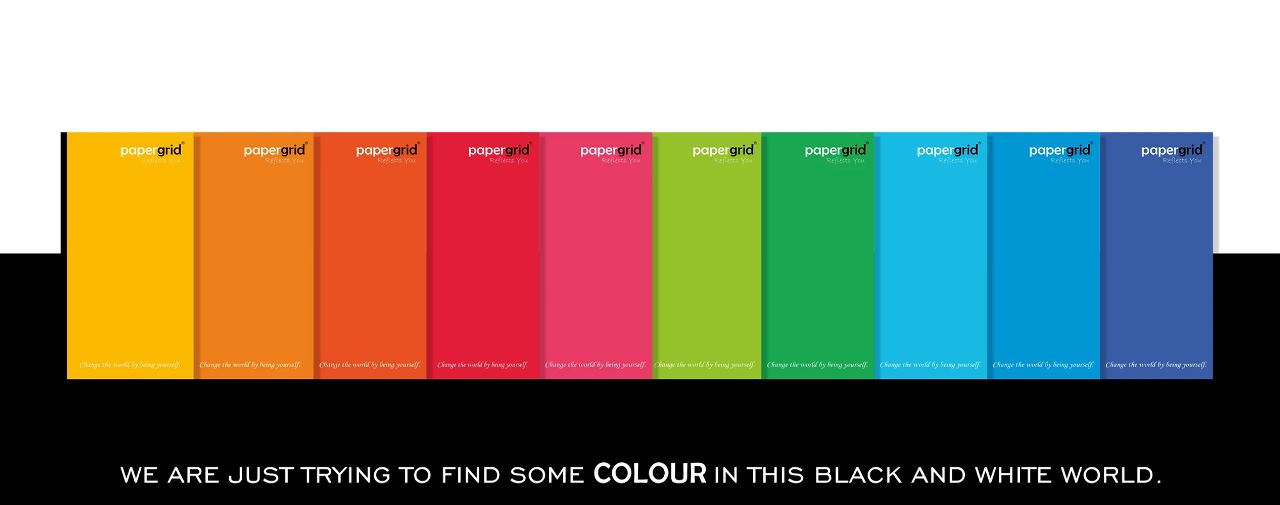 papergrid® papergrid® papergrid® papergrid® papergrid® papergrid® papergrid® papergrid® papergrid® papergrid®
Reflects You Reflects You Reflects You Reflects You Reflects You Reflects You Reflects You Reflects You Reflects You Reflects You
Change the world by being yourself. Change the world by being yourself. Change the world by being yourself. Change the world by being yourself. Change the world by being yourself. Change the world by being yourself. Change the world by being yourself. Change the world by being yourself. Change the world by being yourself. Change the world by being yourself.
WE ARE JUST TRYING TO FIND SOME COLOUR IN THIS BLACK AND WHITE WORLD.